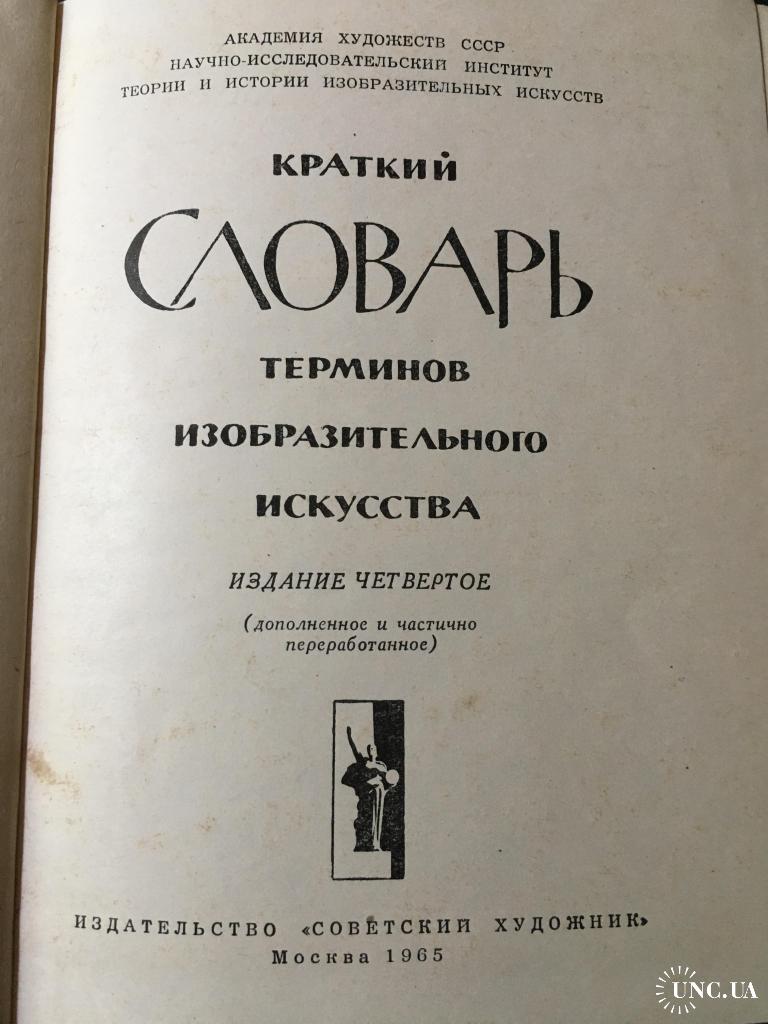 АКАДЕМИЯ ХУДОЖЕСТВ СССР
НАУЧНО-ИССЛЕДОВАТЕЛЬСКИЙ ИНСТИТУТ
ТЕОРИИ И ИСТОРИИ ИЗОБРАЗИТЕЛЬНЫХ ИСКУССТВ
КРАТКИЙ
СЛОВАРЬ
ТЕРМИНОВ
ИЗОБРАЗИТЕЛЬНОГО
ИСКУССТВА
ИЗДАНИЕ ЧЕТВЕРТОЕ
(дополненное и частично
переработанное)
ИЗДАТЕЛЬСТВО «СОВЕТСКИЙ ХУДОЖНИК»
Москва 1965
UNC.UA